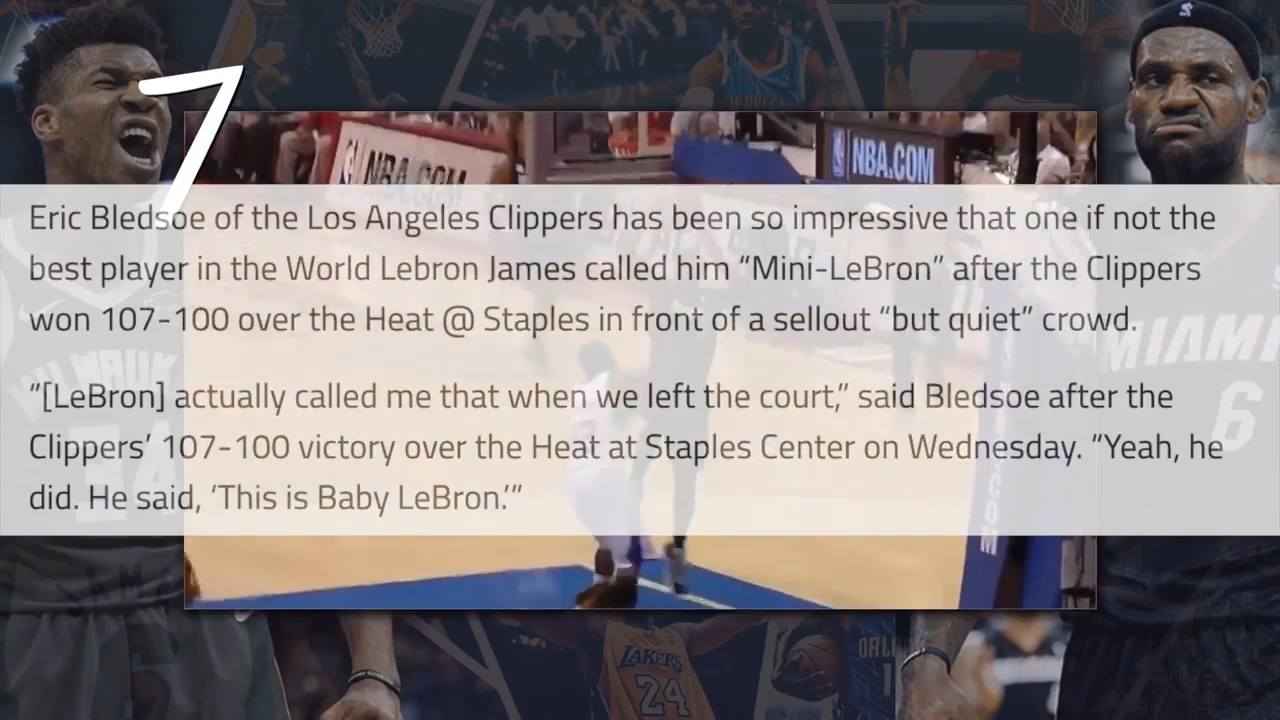 7
NBA.COM
NBA.COM
Eric Bledsoe of the Los Angeles Clippers has been so impressive that one if not the
best player in the World Lebron James called him “Mini-LeBron” after the Clippers
won 107-100 over the Heat @ Staples in front of a sellout “but quiet” crowd.
“[LeBron] actually called me that when we left the court,” said Bledsoe after the
Clippers’ 107-100 victory over the Heat at Staples Center on Wednesday. “Yeah, he
did. He said, ‘This is Baby LeBron.’”
MIAMI
6
34
LAKERS
24